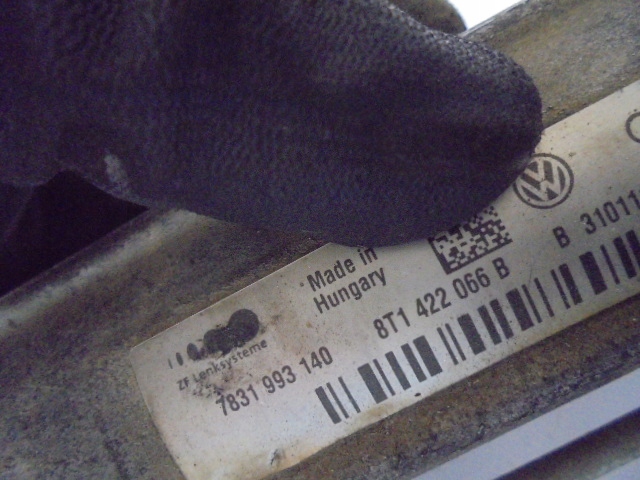 Made in
Hungary
ZF Lenksysteme
7831 993 140
8T1 422 066 B
B 31011